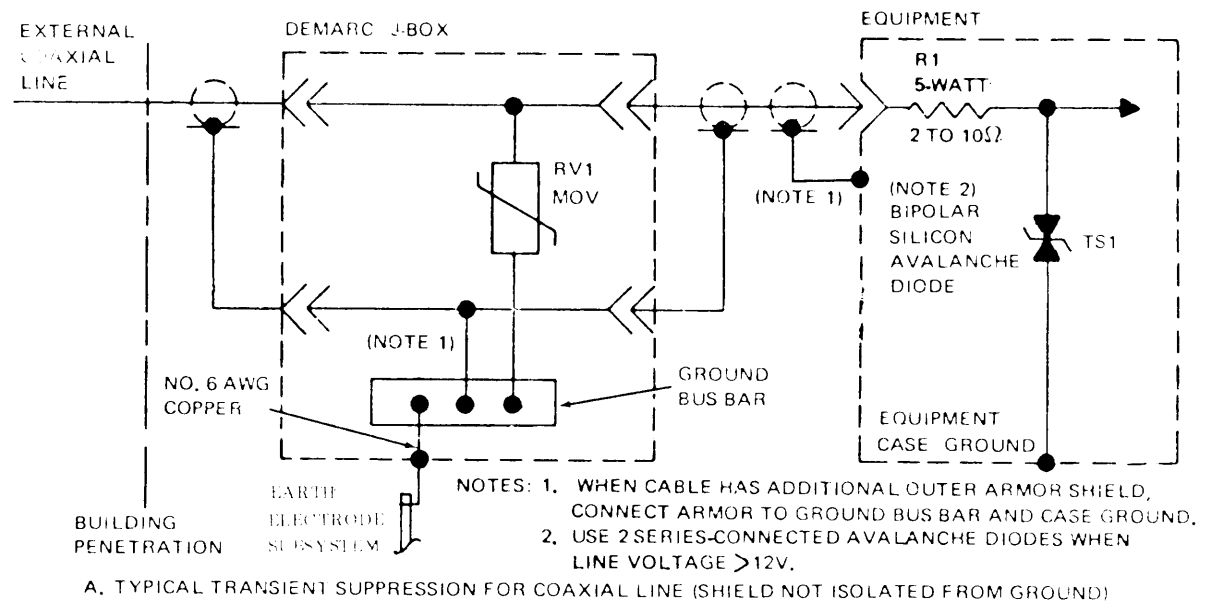 EXTERNAL
COAXIAL
LINE
DEMARC J-BOX
EQUIPMENT
R1
5-WATT
2 TO 10Ω
RV1
MOV
(NOTE 1)
(NOTE 2)
BIPOLAR
SILICON
AVALANCHE
DIODE
TS1
(NOTE 1)
NO. 6 AWG
COPPER
GROUND
BUS BAR
EQUIPMENT
CASE GROUND
EARTH
ELECTRODE
SUBSYSTEM
BUILDING
PENETRATION
NOTES: 1. WHEN CABLE HAS ADDITIONAL OUTER ARMOR SHIELD,
CONNECT ARMOR TO GROUND BUS BAR AND CASE GROUND.
2. USE 2 SERIES-CONNECTED AVALANCHE DIODES WHEN
LINE VOLTAGE >12V.
A. TYPICAL TRANSIENT SUPPRESSION FOR COAXIAL LINE (SHIELD NOT ISOLATED FROM GROUND)